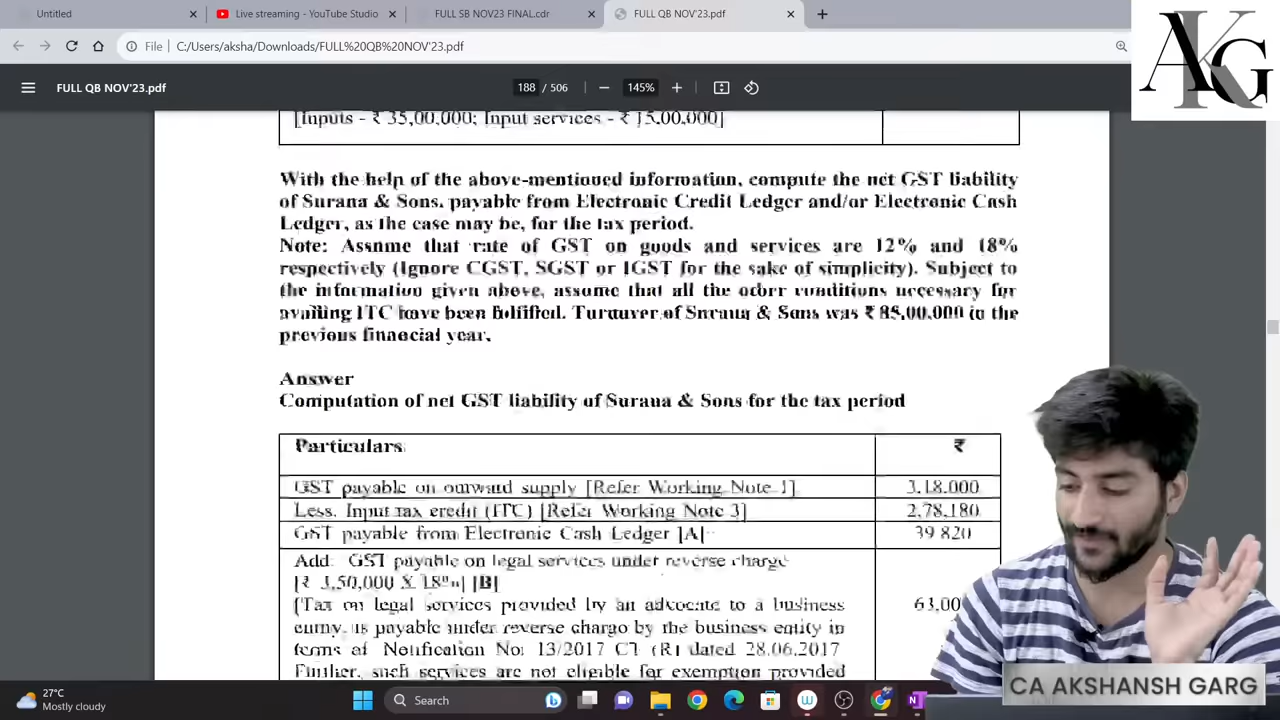 Untitled
Live streaming - YouTube Studio
FULL SB NOV23 FINAL.cdr
FULL QB NOV'23.pdf
File
C:/Users/aksha/Downloads/FULL%20QB%20NOV'23.pdf
FULL QB NOV'23.pdf
188 / 506
145%
AKG
[Inputs - ₹ 35,00,000; Input services - ₹ 15,00,000]
With the help of the above-mentioned information, compute the net GST liability
of Surana & Sons, payable from Electronic Credit Ledger and/or Electronic Cash
Ledger, as the case may be, for the tax period.
Note: Assume that rate of GST on goods and services are 12% and 18%
respectively (Ignore CGST, SGST or IGST for the sake of simplicity). Subject to
the information given above, assume that all the other conditions necessary for
availing ITC have been fulfilled. Turnover of Surana & Sons was ₹ 85,00,000 in the
previous financial year.
Answer
Computation of net GST liability of Surana & Sons for the tax period
Particulars ₹
GST payable on outward supply [Refer Working Note 1] 3,18,000
Less: Input tax credit (ITC) [Refer Working Note 3] 2,78,180
GST payable from Electronic Cash Ledger [A] 39,820
Add: GST payable on legal services under reverse charge
[₹ 3,50,000 X 18%] [B]
[Tax on legal services provided by an advocate to a business 63,00
entity, is payable under reverse charge by the business entity in
terms of Notification No. 13/2017 CT (R) dated 28.06.2017
Further, such services are not eligible for exemption provided
CA AKSHANSH GARG
27°C
Mostly cloudy
Search